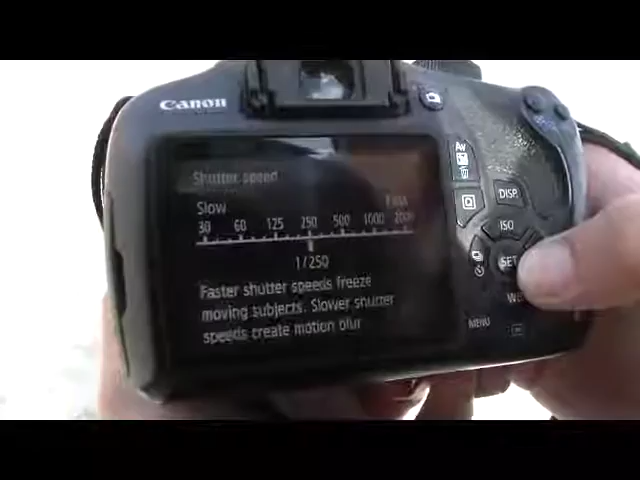 Canon
Shutter speed
Slow Fast
30 60 125 250 500 1000 2000
1/250
Faster shutter speeds freeze
moving subjects. Slower shutter
speeds create motion blur
Av
DISP.
ISO
SET
MENU